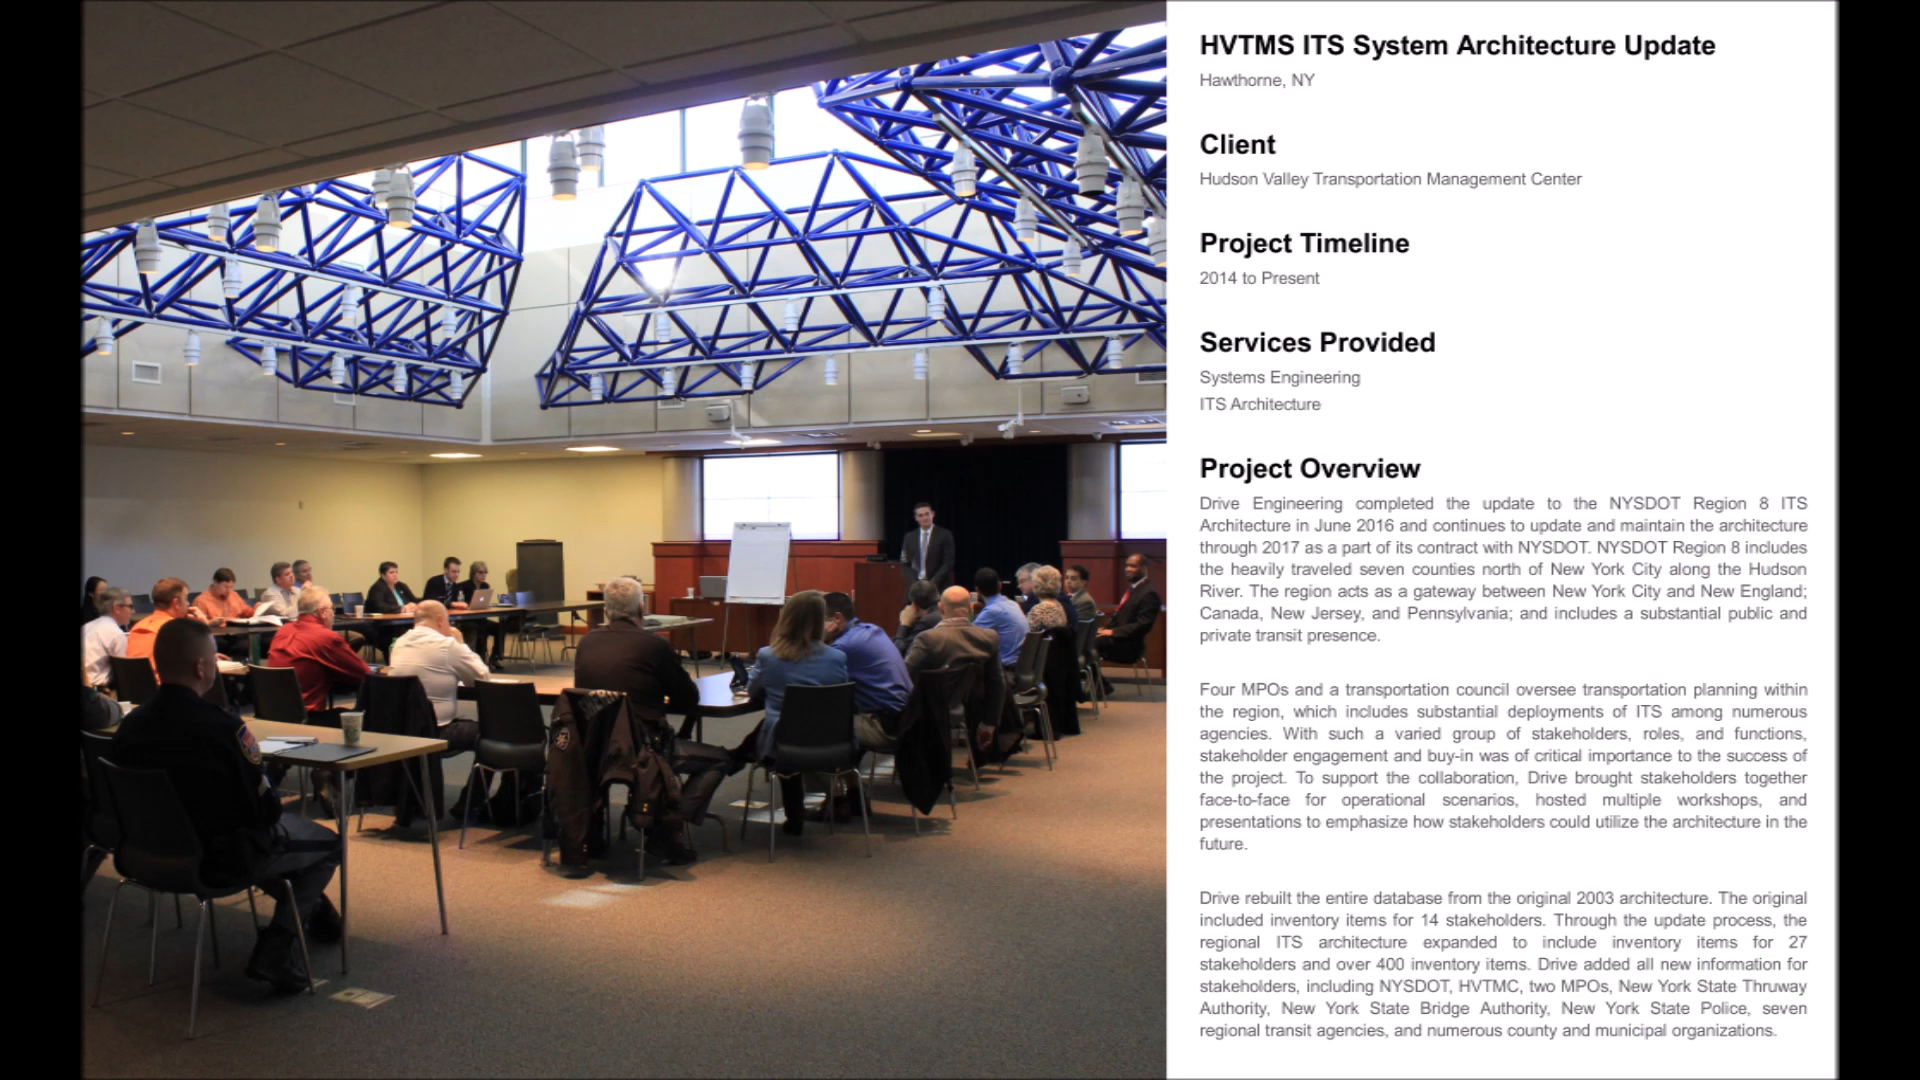 HVTMS ITS System Architecture Update
Hawthorne, NY
Client
Hudson Valley Transportation Management Center
Project Timeline
2014 to Present
Services Provided
Systems Engineering
ITS Architecture
Project Overview
Drive Engineering completed the update to the NYSDOT Region 8 ITS
Architecture in June 2016 and continues to update and maintain the architecture
through 2017 as a part of its contract with NYSDOT. NYSDOT Region 8 includes
the heavily traveled seven counties north of New York City along the Hudson
River. The region acts as a gateway between New York City and New England;
Canada, New Jersey, and Pennsylvania; and includes a substantial public and
private transit presence.
Four MPOs and a transportation council oversee transportation planning within
the region, which includes substantial deployments of ITS among numerous
agencies. With such a varied group of stakeholders, roles, and functions,
stakeholder engagement and buy-in was of critical importance to the success of
the project. To support the collaboration, Drive brought stakeholders together
face-to-face for operational scenarios, hosted multiple workshops, and
presentations to emphasize how stakeholders could utilize the architecture in the
future.
Drive rebuilt the entire database from the original 2003 architecture. The original
included inventory items for 14 stakeholders. Through the update process, the
regional ITS architecture expanded to include inventory items for 27
stakeholders and over 400 inventory items. Drive added all new information for
stakeholders, including NYSDOT, HVTMC, two MPOs, New York State Thruway
Authority, New York State Bridge Authority, New York State Police, seven
regional transit agencies, and numerous county and municipal organizations.